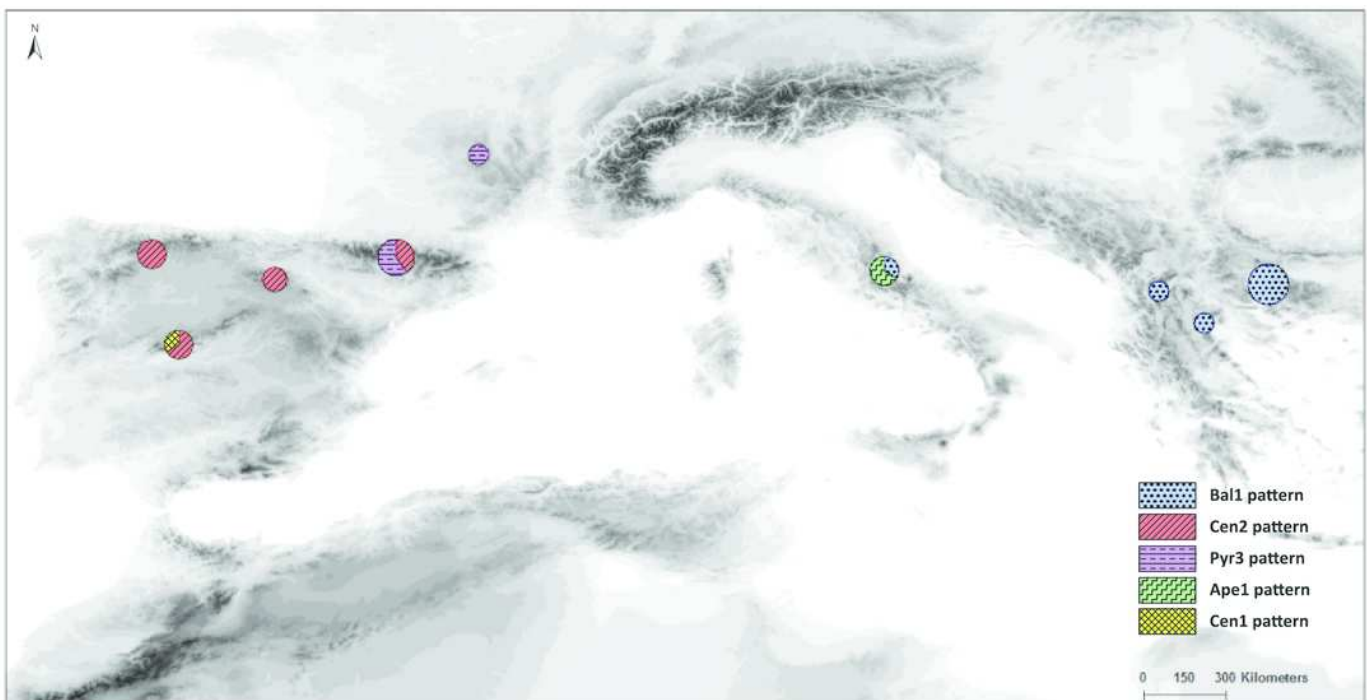 N
Bal1 pattern
Cen2 pattern
Pyr3 pattern
Ape1 pattern
Cen1 pattern
0 150 300 Kilometers